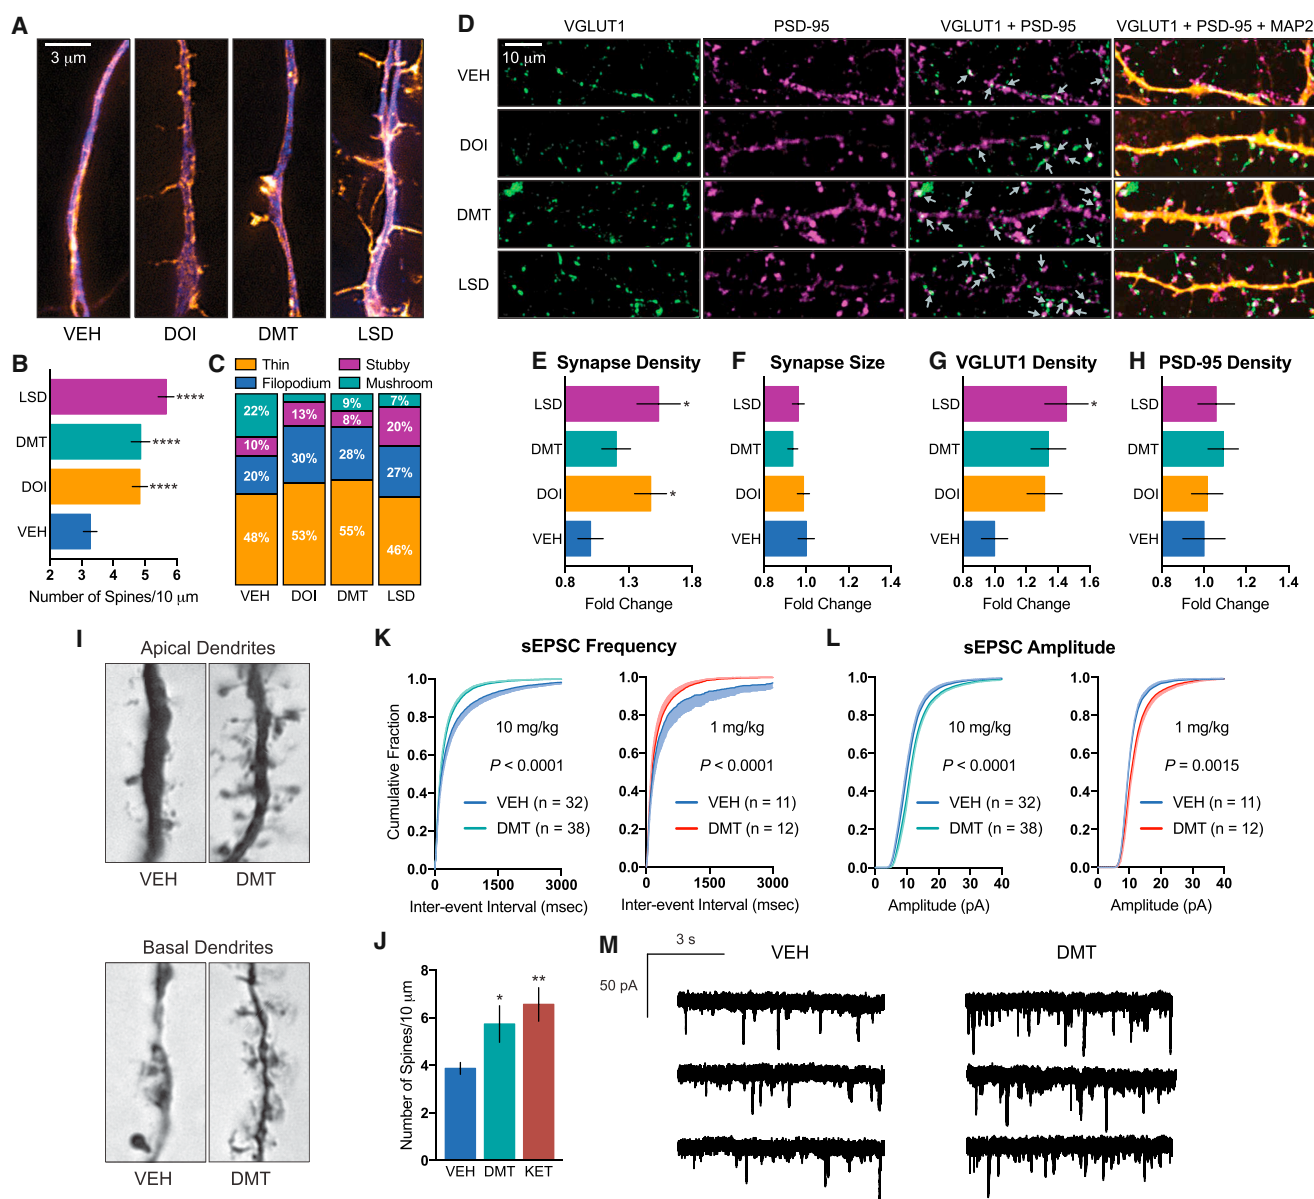 A
3 µm
VEH
DOI
DMT
LSD
D
VGLUT1
PSD-95
VGLUT1 + PSD-95
VGLUT1 + PSD-95 + MAP2
10 µm
VEH
DOI
DMT
LSD
B
LSD
****
DMT
****
DOI
****
VEH
2 3 4 5 6
Number of Spines/10 µm
C
Thin
Stubby
Filopodium
Mushroom
22%
10%
20%
48%
13%
30%
53%
9%
8%
28%
55%
7%
20%
27%
46%
VEH DOI DMT LSD
E
Synapse Density
LSD
*
DMT
DOI
*
VEH
0.8 1.3 1.8
Fold Change
F
Synapse Size
LSD
DMT
DOI
VEH
0.8 1.0 1.2 1.4
Fold Change
G
VGLUT1 Density
LSD
*
DMT
DOI
VEH
0.8 1.0 1.2 1.4 1.6
Fold Change
H
PSD-95 Density
LSD
DMT
DOI
VEH
0.8 1.0 1.2 1.4
Fold Change
I
Apical Dendrites
VEH DMT
Basal Dendrites
VEH DMT
K
sEPSC Frequency
Cumulative Fraction
1.0
0.8
0.6
0.4
0.2
0.0
10 mg/kg
P < 0.0001
VEH (n = 32)
DMT (n = 38)
0 1500 3000
Inter-event Interval (msec)
1.0
0.8
0.6
0.4
0.2
0.0
1 mg/kg
P < 0.0001
VEH (n = 11)
DMT (n = 12)
0 1500 3000
Inter-event Interval (msec)
L
sEPSC Amplitude
1.0
0.8
0.6
0.4
0.2
0.0
10 mg/kg
P < 0.0001
VEH (n = 32)
DMT (n = 38)
0 10 20 30 40
Amplitude (pA)
1.0
0.8
0.6
0.4
0.2
0.0
1 mg/kg
P = 0.0015
VEH (n = 11)
DMT (n = 12)
0 10 20 30 40
Amplitude (pA)
J
Number of Spines/10 µm
8
6
4
2
0
*
**
VEH DMT KET
M
3 s
50 pA
VEH
DMT